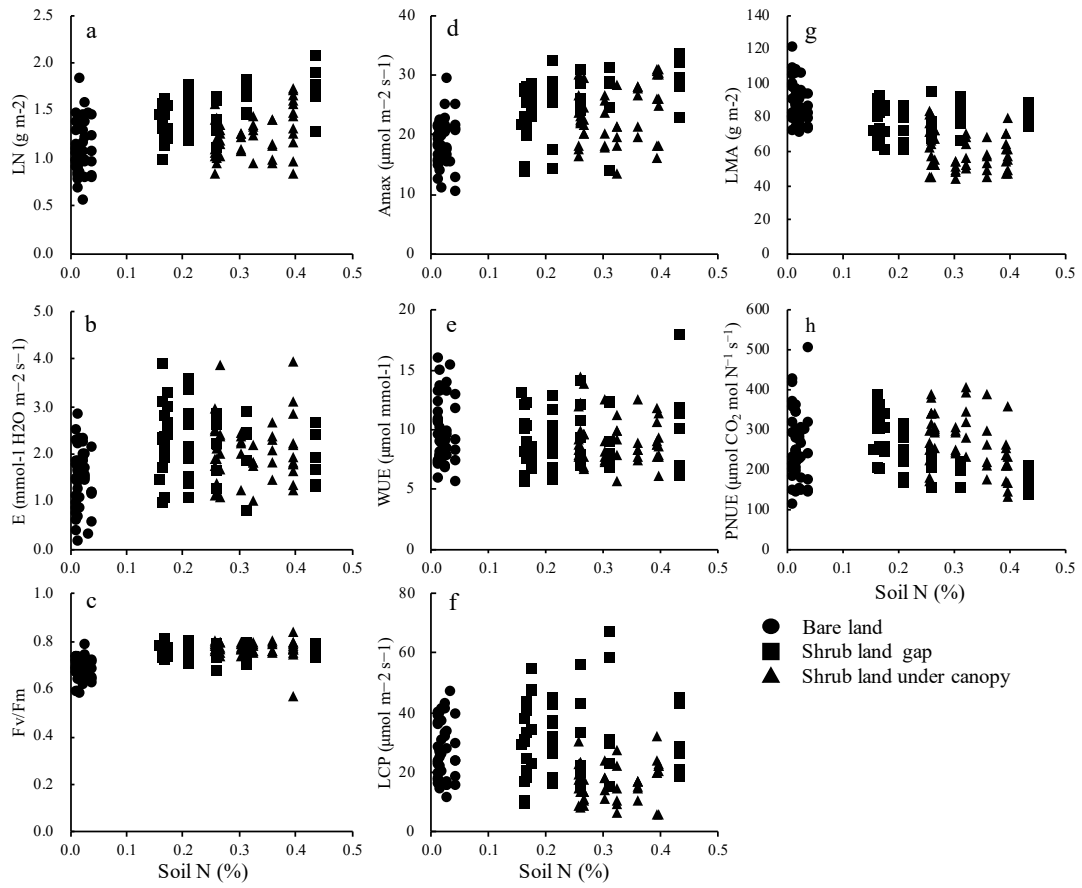 a
LN (g m-2)
2.5
2.0
1.5
1.0
0.5
0.0
0.0 0.1 0.2 0.3 0.4 0.5
d
Amax (μmol m−2 s−1)
40
30
20
10
0
0.0 0.1 0.2 0.3 0.4 0.5
g
LMA (g m-2)
140
120
100
80
60
40
20
0
0.0 0.1 0.2 0.3 0.4 0.5
b
E (mmol-1 H2O m−2 s−1)
5.0
4.0
3.0
2.0
1.0
0.0
0.0 0.1 0.2 0.3 0.4 0.5
e
WUE (μmol mmol-1)
20
15
10
5
0
0.0 0.1 0.2 0.3 0.4 0.5
h
PNUE (μmol CO₂ mol N⁻¹ s⁻¹)
600
500
400
300
200
100
0
0.0 0.1 0.2 0.3 0.4 0.5
Soil N (%)
c
Fv/Fm
1.0
0.8
0.6
0.4
0.2
0.0
0.0 0.1 0.2 0.3 0.4 0.5
Soil N (%)
f
LCP (μmol m−2 s−1)
80
60
40
20
0
0.0 0.1 0.2 0.3 0.4 0.5
Soil N (%)
Bare land
Shrub land gap
Shrub land under canopy